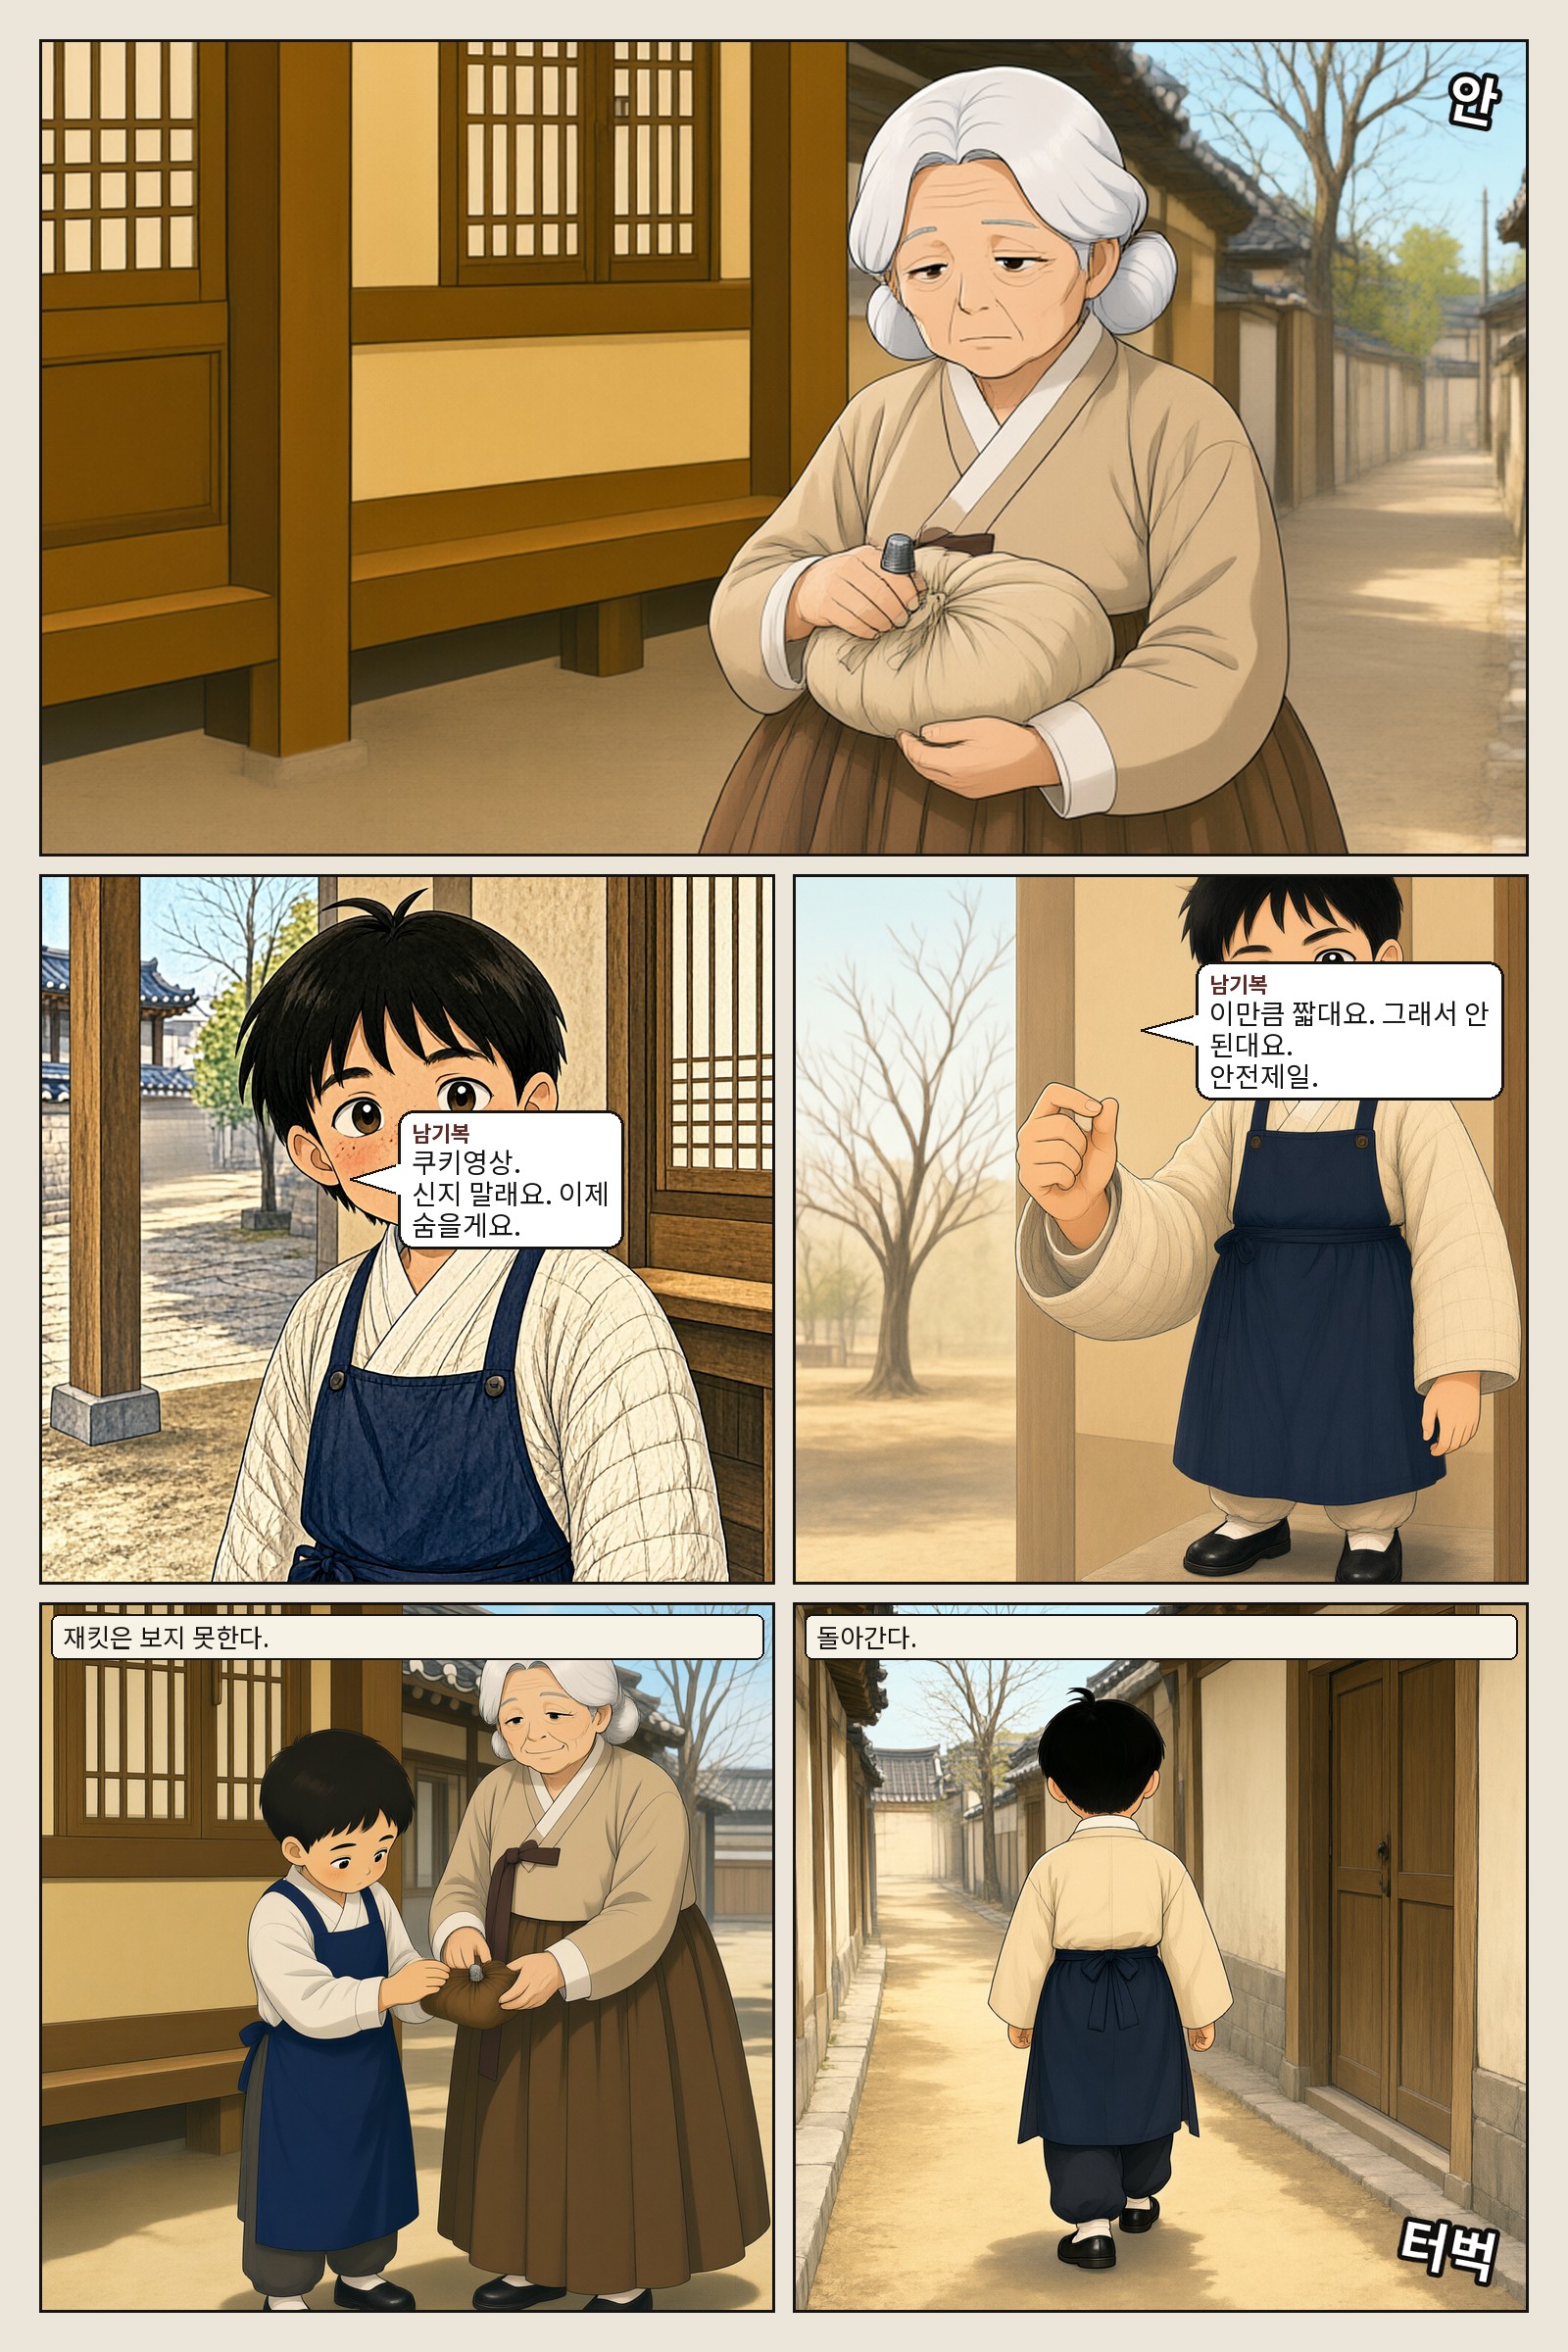 안
남기복
쿠키영상.
신지 말래요. 이제
숨을게요.
남기복
이만큼 짧대요. 그래서 안
된대요.
안전제일.
재킷은 보지 못한다.
돌아간다.
터벅